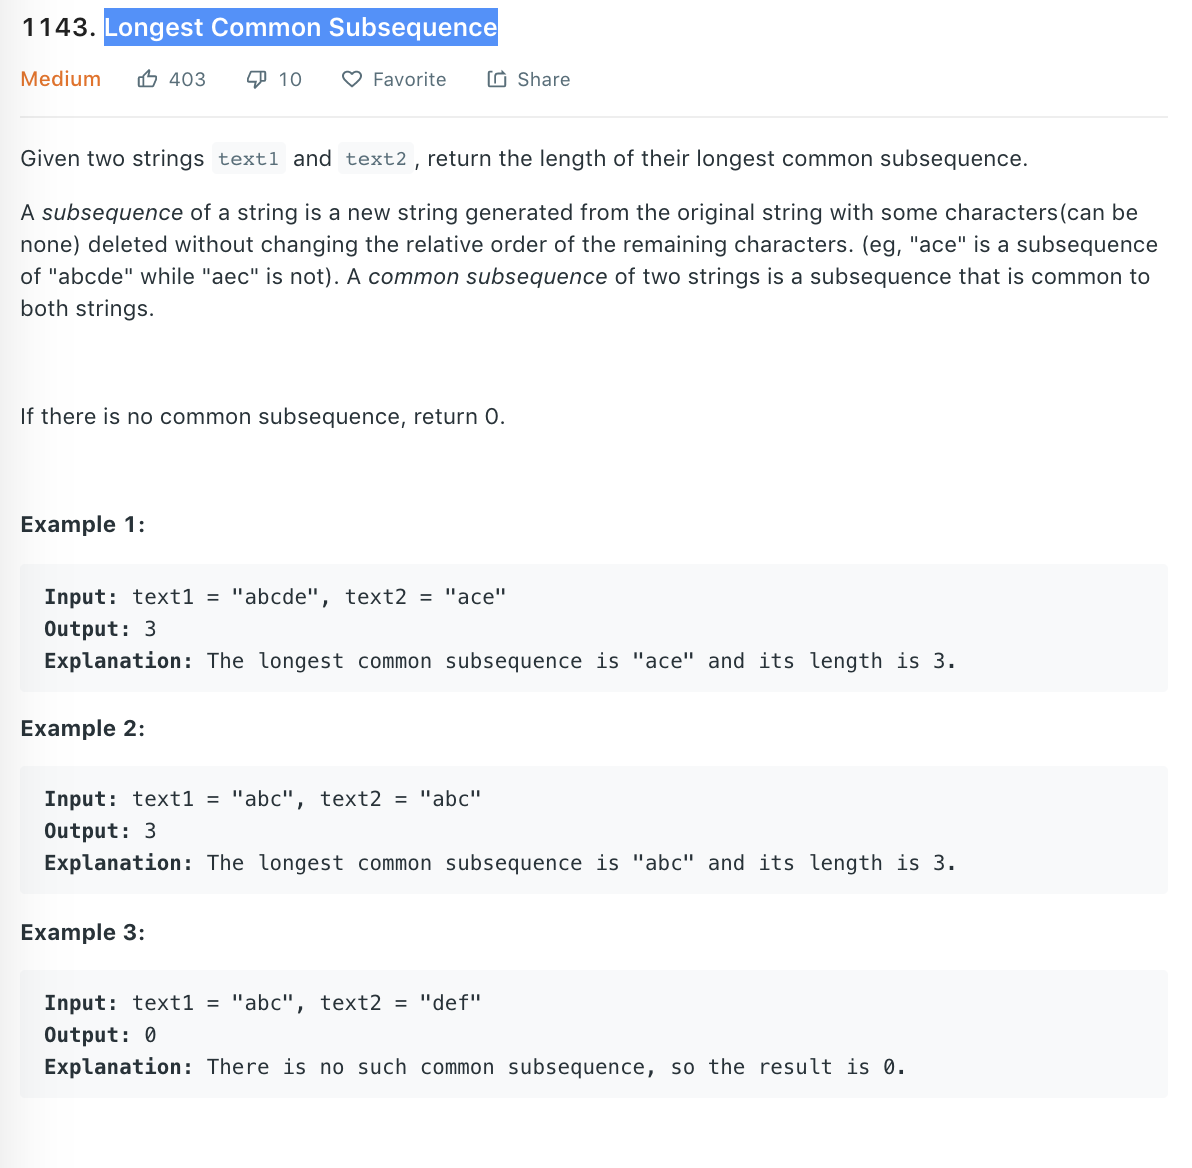 1143. Longest Common Subsequence
Medium 403 10 Favorite Share
Given two strings text1 and text2, return the length of their longest common subsequence.
A subsequence of a string is a new string generated from the original string with some characters(can be
none) deleted without changing the relative order of the remaining characters. (eg, "ace" is a subsequence
of "abcde" while "aec" is not). A common subsequence of two strings is a subsequence that is common to
both strings.
If there is no common subsequence, return 0.
Example 1:
Input: text1 = "abcde", text2 = "ace"
Output: 3
Explanation: The longest common subsequence is "ace" and its length is 3.
Example 2:
Input: text1 = "abc", text2 = "abc"
Output: 3
Explanation: The longest common subsequence is "abc" and its length is 3.
Example 3:
Input: text1 = "abc", text2 = "def"
Output: 0
Explanation: There is no such common subsequence, so the result is 0.